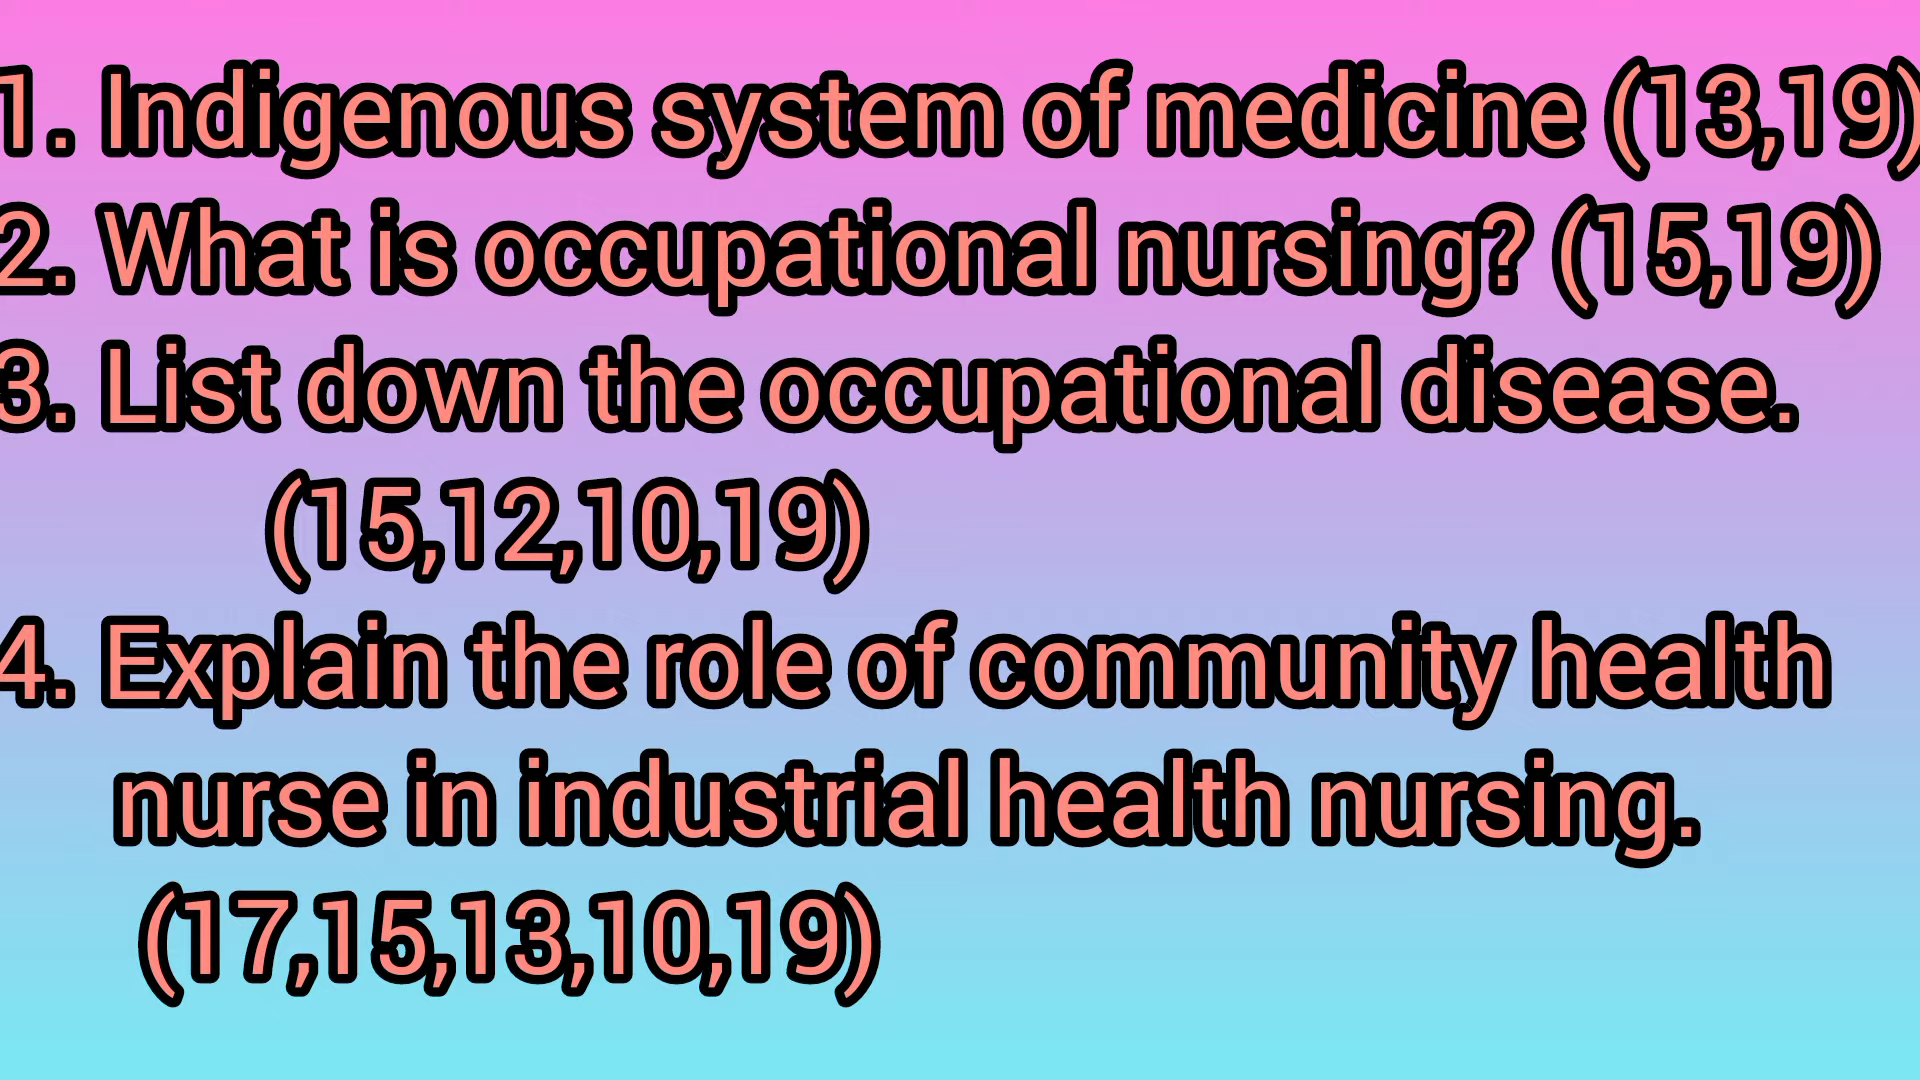 1. Indigenous system of medicine (13,19)
2. What is occupational nursing? (15,19)
3. List down the occupational disease.
(15,12,10,19)
4. Explain the role of community health
nurse in industrial health nursing.
(17,15,13,10,19)